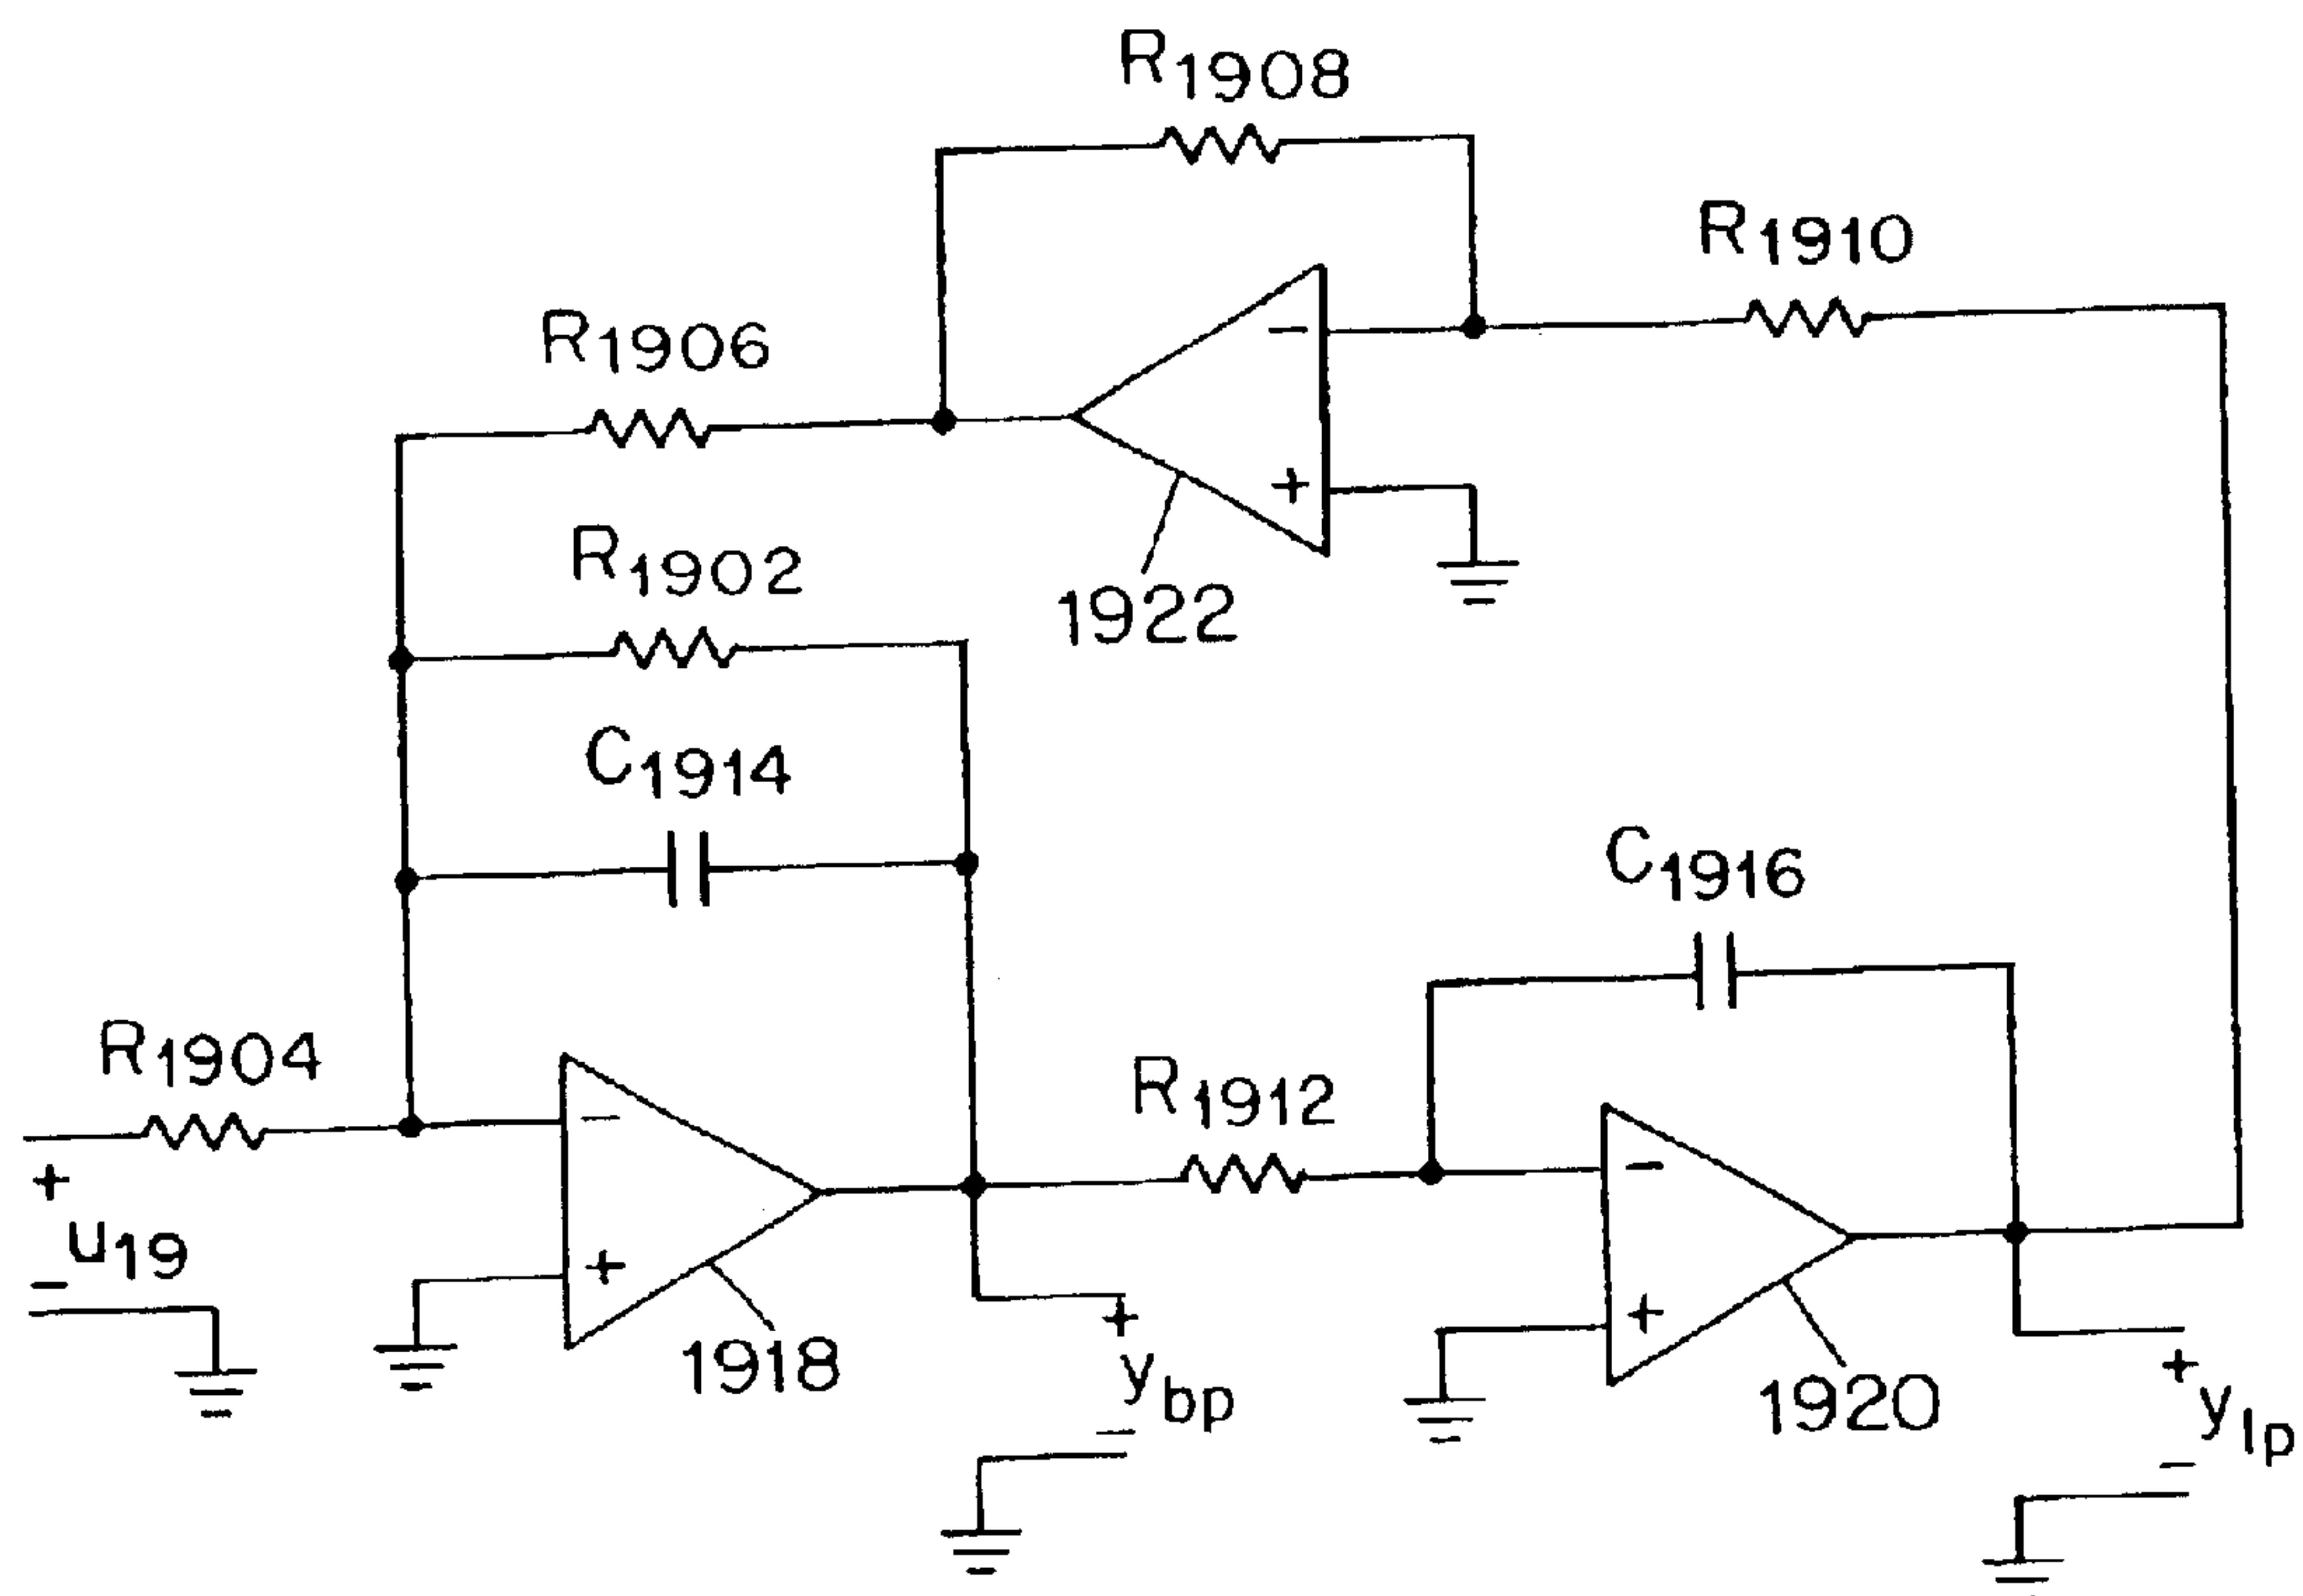 R1908
R1910
R1906
−
+
R1902
1922
C1914
C1916
R1904
−
R1912
−
+
u19
−
+
1918
+
ybp
−
+
1920
+
ylp
−